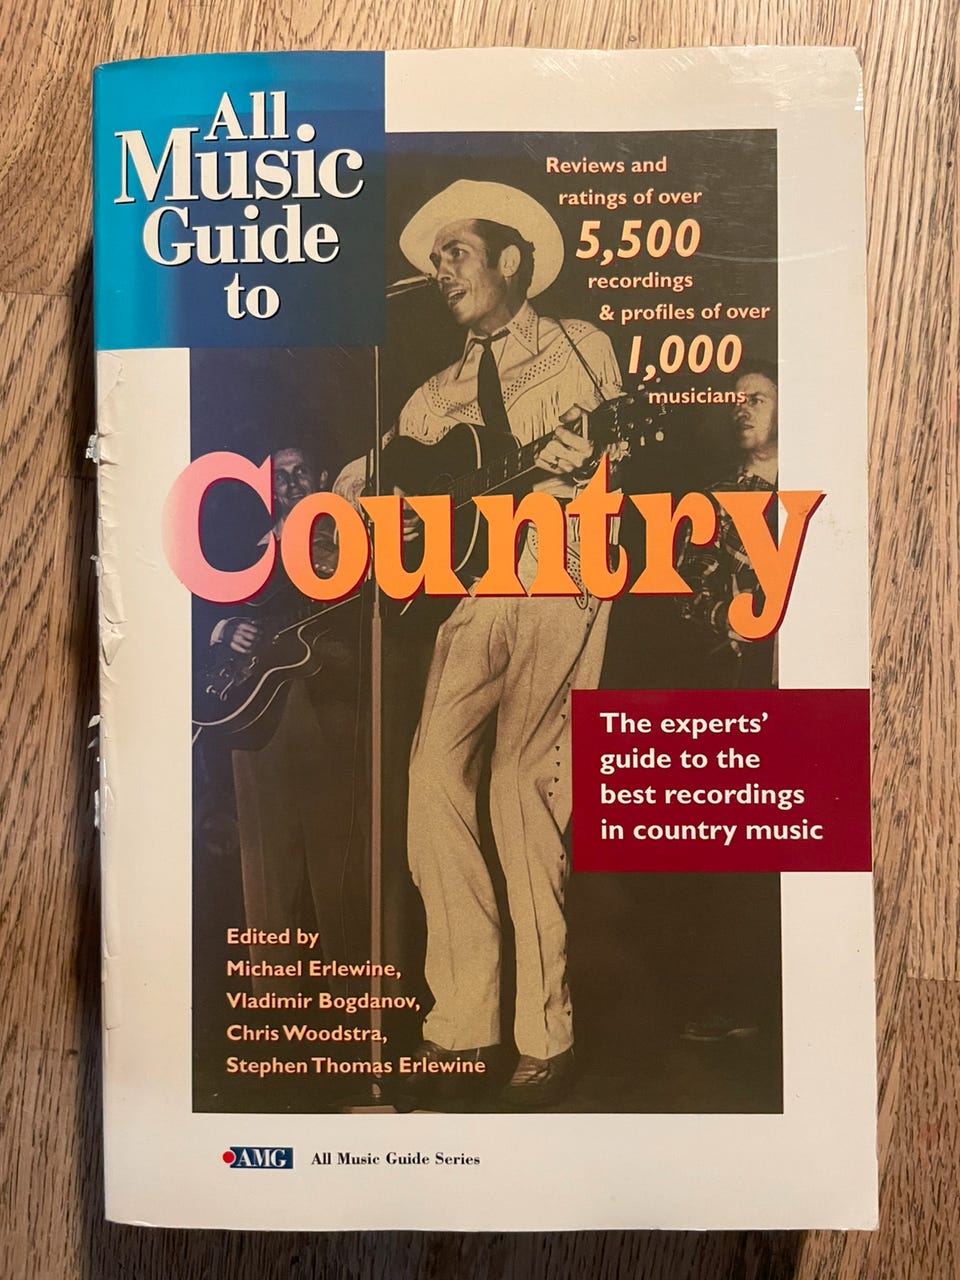 All
Music
Guide
to
Reviews and
ratings of over
5,500
recordings
& profiles of over
1,000
musicians
Country
The experts’
guide to the
best recordings
in country music
Edited by
Michael Erlewine,
Vladimir Bogdanov,
Chris Woodstra,
Stephen Thomas Erlewine
AMG All Music Guide Series